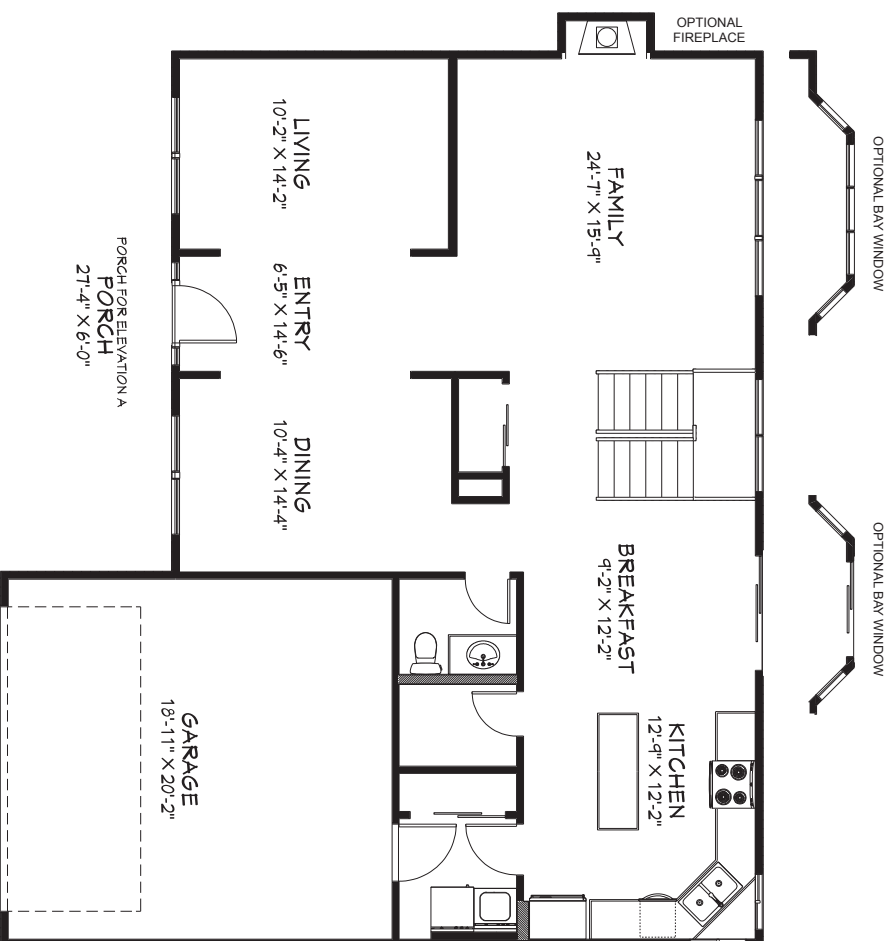 OPTIONAL
FIREPLACE
OPTIONAL BAY WINDOW
OPTIONAL BAY WINDOW
FAMILY
24'-7" X 15'-9"
LIVING
10'-2" X 14'-2"
ENTRY
6'-5" X 14'-6"
PORCH FOR ELEVATION A
PORCH
27'-4" X 6'-0"
DINING
10'-4" X 14'-4"
BREAKFAST
9'-2" X 12'-2"
KITCHEN
12'-9" X 12'-2"
GARAGE
18'-11" X 20'-2"